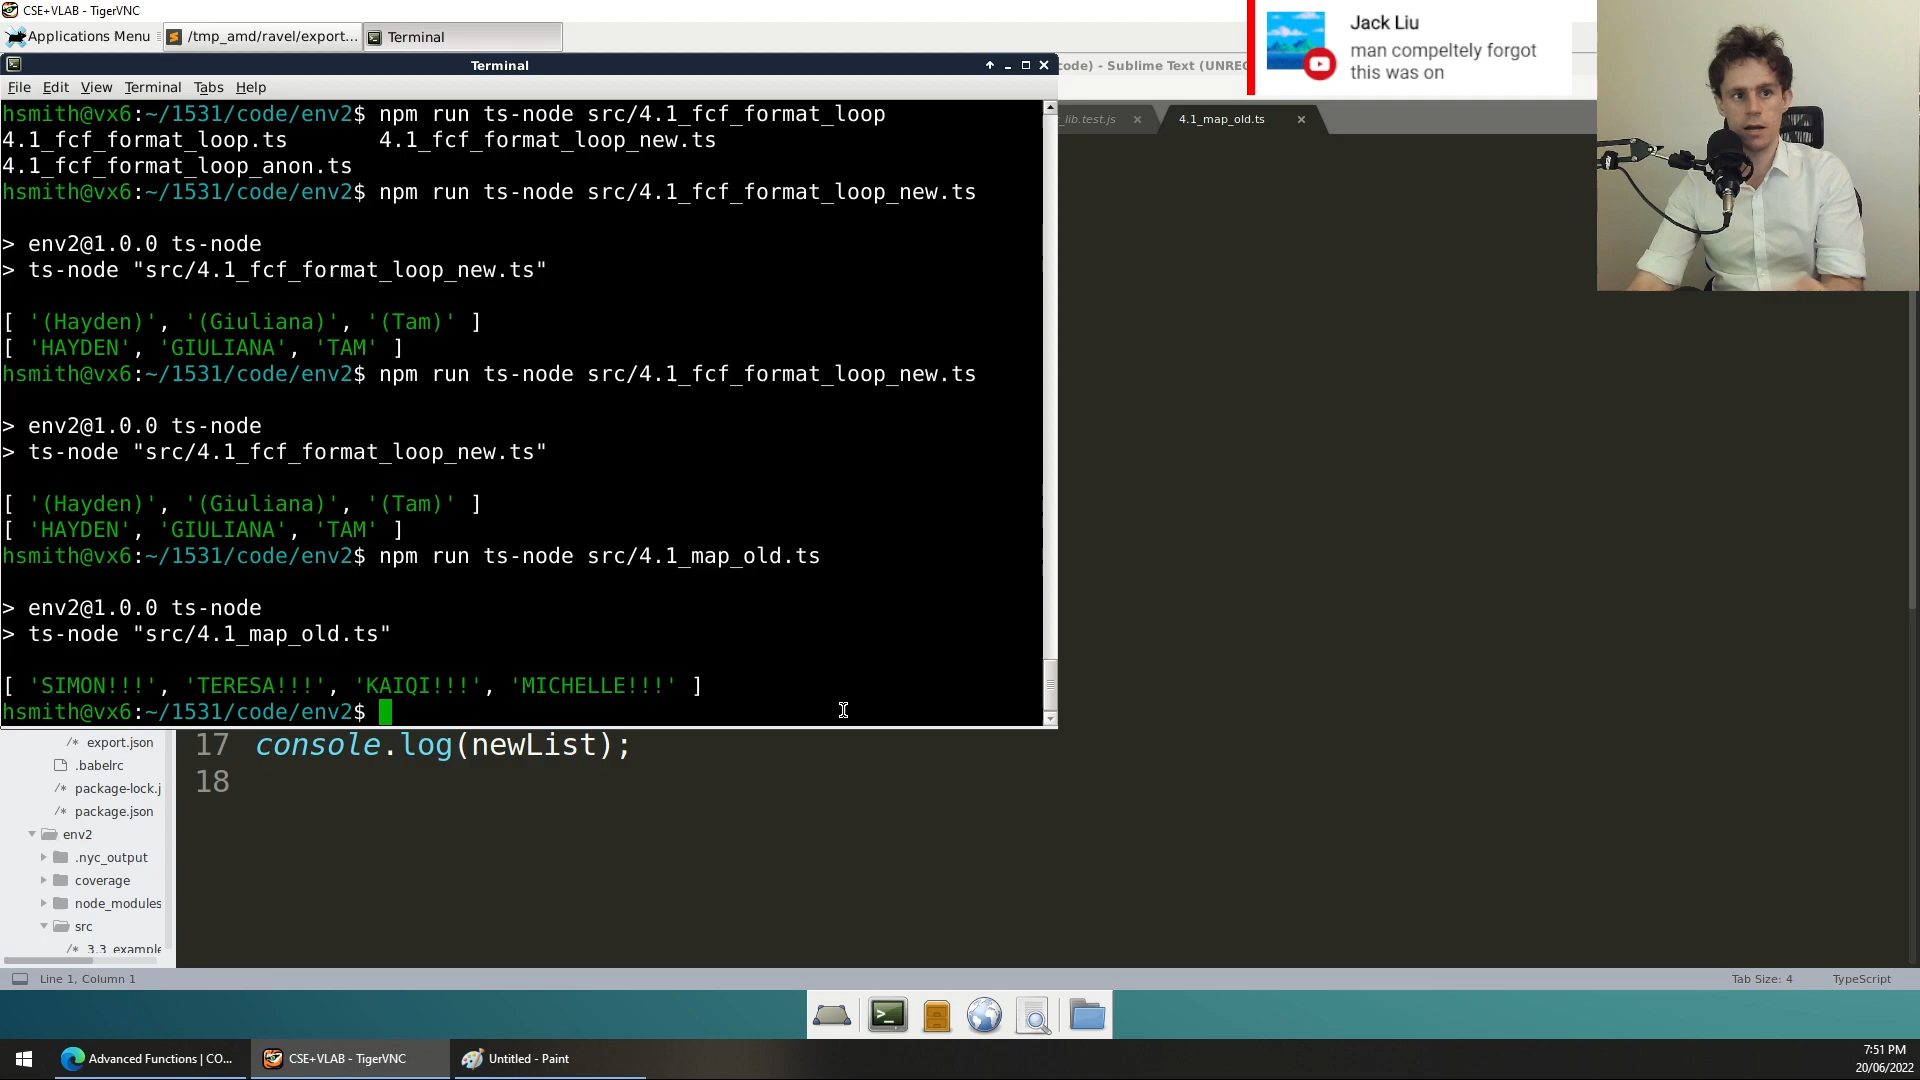 CSE+VLAB - TigerVNC
Applications Menu
/tmp_amd/ravel/export...
Terminal
Jack Liu
man compeltely forgot
this was on
Terminal
code) - Sublime Text (UNREG
File Edit View Terminal Tabs Help
_lib.test.js
4.1_map_old.ts
hsmith@vx6:~/1531/code/env2$ npm run ts-node src/4.1_fcf_format_loop
4.1_fcf_format_loop.ts 4.1_fcf_format_loop_new.ts
4.1_fcf_format_loop_anon.ts
hsmith@vx6:~/1531/code/env2$ npm run ts-node src/4.1_fcf_format_loop_new.ts
> env2@1.0.0 ts-node
> ts-node "src/4.1_fcf_format_loop_new.ts"
[ '(Hayden)', '(Giuliana)', '(Tam)' ]
[ 'HAYDEN', 'GIULIANA', 'TAM' ]
hsmith@vx6:~/1531/code/env2$ npm run ts-node src/4.1_fcf_format_loop_new.ts
> env2@1.0.0 ts-node
> ts-node "src/4.1_fcf_format_loop_new.ts"
[ '(Hayden)', '(Giuliana)', '(Tam)' ]
[ 'HAYDEN', 'GIULIANA', 'TAM' ]
hsmith@vx6:~/1531/code/env2$ npm run ts-node src/4.1_map_old.ts
> env2@1.0.0 ts-node
> ts-node "src/4.1_map_old.ts"
[ 'SIMON!!!', 'TERESA!!!', 'KAIQI!!!', 'MICHELLE!!!' ]
hsmith@vx6:~/1531/code/env2$
17 console.log(newList);
18
/* export.json
.babelrc
/* package-lock.j
/* package.json
env2
.nyc_output
coverage
node_modules
src
/* 3.3_example
Line 1, Column 1
Tab Size: 4
TypeScript
Advanced Functions | CO...
CSE+VLAB - TigerVNC
Untitled - Paint
7:51 PM
20/06/2022